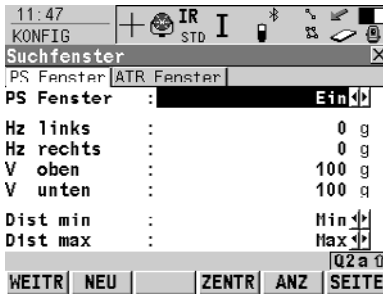 11:47
KONFIG
IR
STD
I
Suchfenster
PS Fenster ATR Fenster
PS Fenster : Ein
Hz links : 0 g
Hz rechts : 0 g
V oben : 100 g
V unten : 100 g
Dist min : Min
Dist max : Max
Q2a
WEITR NEU ZENTR ANZ SEITE